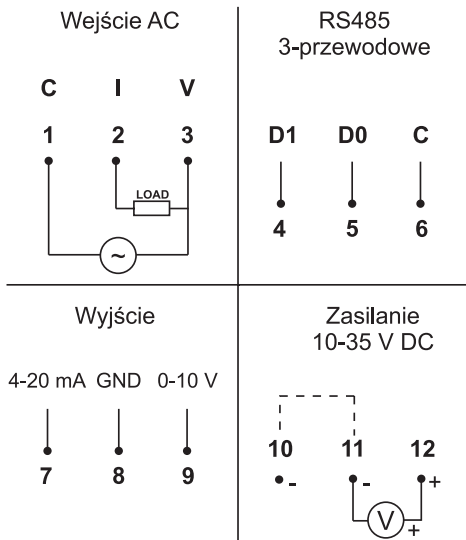 Wejście AC
C I V
1 2 3
LOAD
~
RS485
3-przewodowe
D1 D0 C
4 5 6
Wyjście
4-20 mA GND 0-10 V
7 8 9
Zasilanie
10-35 V DC
10 11 12
- - +
V +